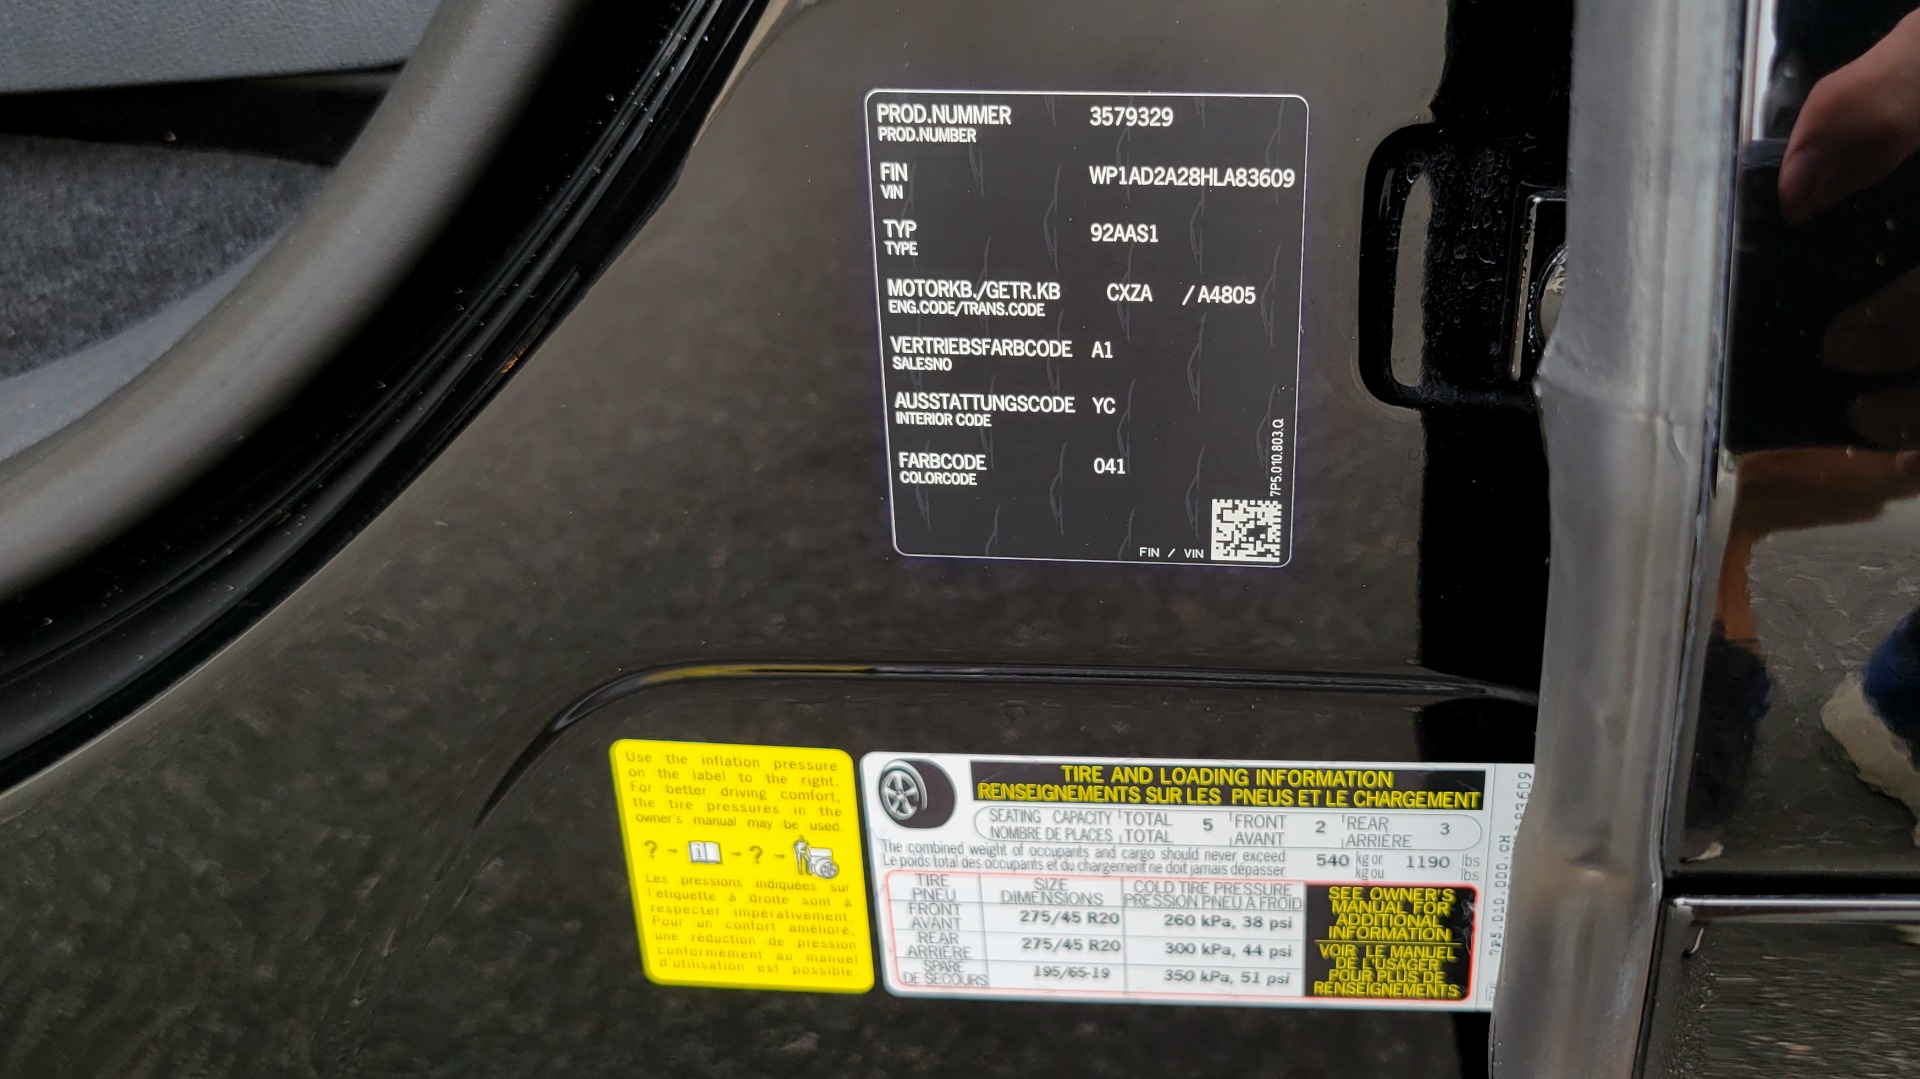 PROD.NUMMER 3579329
PROD.NUMBER
FIN WP1AD2A28HLA83609
VIN
TYP 92AAS1
TYPE
MOTORKB./GETR.KB CXZA / A4805
ENG.CODE/TRANS.CODE
VERTRIEBSFARBCODE A1
SALESNO
AUSSTATTUNGSCODE YC
INTERIOR CODE
FARBCODE 041
COLORCODE
7P5.010.803.Q
FIN / VIN
Use the inflation pressure
on the label to the right.
For better driving comfort,
the tire pressures in the
owner's manual may be used.
? - i - ? -
Les pressions indiquées sur
l'étiquette à droite sont à
respecter impérativement.
Pour un confort amélioré,
une réduction de pression
conformément au manuel
d'utilisation est possible.
TIRE AND LOADING INFORMATION
RENSEIGNEMENTS SUR LES PNEUS ET LE CHARGEMENT
SEATING CAPACITY TOTAL 5 FRONT 2 REAR 3
NOMBRE DE PLACES TOTAL AVANT ARRIÈRE
The combined weight of occupants and cargo should never exceed 540 kg or 1190 lbs
Le poids total des occupants et du chargement ne doit jamais dépasser kg ou lbs
TIRE SIZE COLD TIRE PRESSURE
PNEU DIMENSIONS PRESSION PNEU A FROID
FRONT 275/45 R20 260 kPa, 38 psi
AVANT
REAR 275/45 R20 300 kPa, 44 psi
ARRIÈRE
SPARE 195/65-19 350 kPa, 51 psi
DE SECOURS
SEE OWNER'S
MANUAL FOR
ADDITIONAL
INFORMATION
VOIR LE MANUEL
DE L'USAGER
POUR PLUS DE
RENSEIGNEMENTS
7P5.010.000.CH